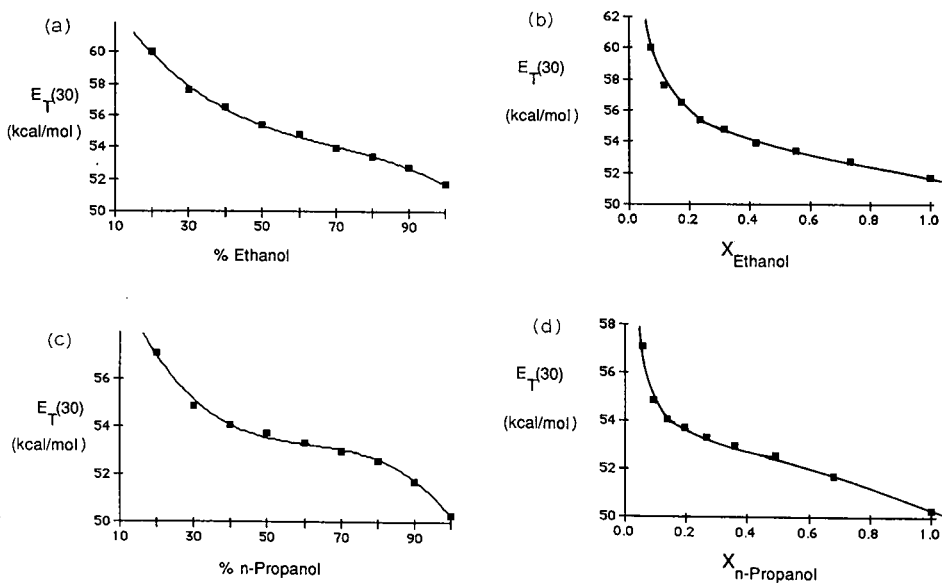 (a)
60
58
56
54
52
50
E_T(30)
(kcal/mol)
10 30 50 70 90
% Ethanol
(b)
62
60
58
56
54
52
50
E_T(30)
(kcal/mol)
0.0 0.2 0.4 0.6 0.8 1.0
X_Ethanol
(c)
56
54
52
50
E_T(30)
(kcal/mol)
10 30 50 70 90
% n-Propanol
(d)
58
56
54
52
50
E_T(30)
(kcal/mol)
0.0 0.2 0.4 0.6 0.8 1.0
X_n-Propanol